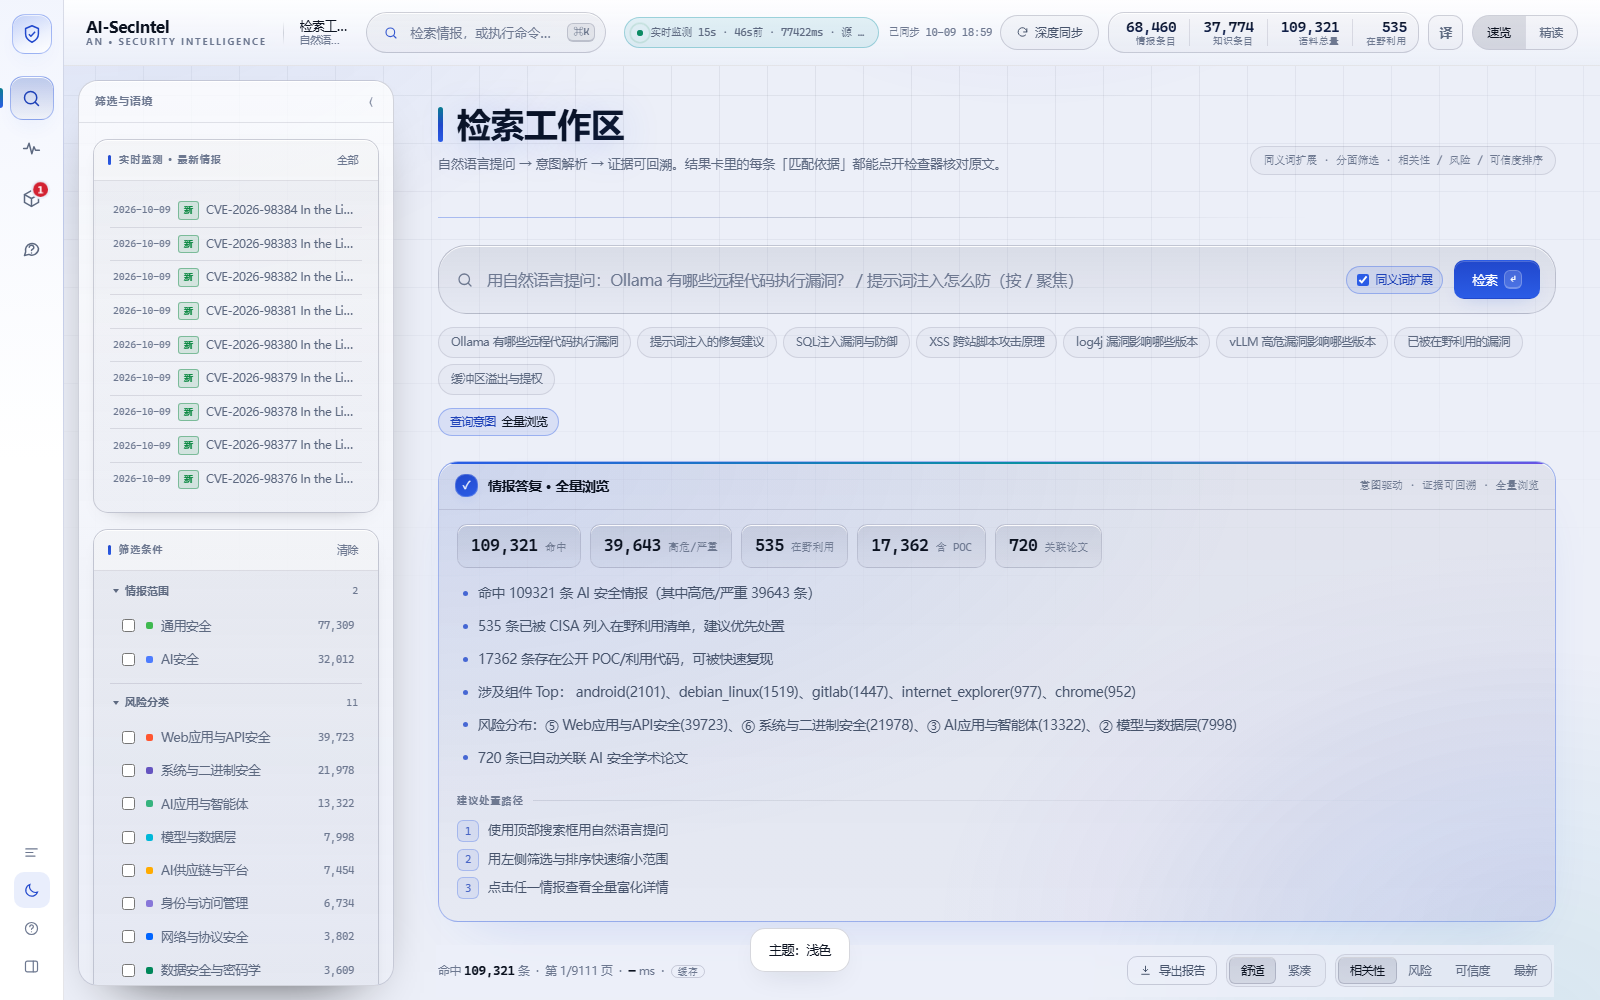 AI-SecIntel
AN • SECURITY INTELLIGENCE
检索工...
自然语...
检索情报，或执行命令...
⌘K
实时监测 15s · 46s前 · 77422ms · 源 …
已同步 10-09 18:59
深度同步
68,460
情报条目
37,774
知识条目
109,321
语料总量
535
在野利用
译
速览
精读
筛选与语境
实时监测 • 最新情报
全部
2026-10-09 新 CVE-2026-98384 In the Li...
2026-10-09 新 CVE-2026-98383 In the Li...
2026-10-09 新 CVE-2026-98382 In the Li...
2026-10-09 新 CVE-2026-98381 In the Li...
2026-10-09 新 CVE-2026-98380 In the Li...
2026-10-09 新 CVE-2026-98379 In the Li...
2026-10-09 新 CVE-2026-98378 In the Li...
2026-10-09 新 CVE-2026-98377 In the Li...
2026-10-09 新 CVE-2026-98376 In the Li...
筛选条件
清除
情报范围 2
通用安全 77,309
AI安全 32,012
风险分类 11
Web应用与API安全 39,723
系统与二进制安全 21,978
AI应用与智能体 13,322
模型与数据层 7,998
AI供应链与平台 7,454
身份与访问管理 6,734
网络与协议安全 3,802
数据安全与密码学 3,609
1
检索工作区
自然语言提问 → 意图解析 → 证据可回溯。结果卡里的每条「匹配依据」都能点开检查器核对原文。
同义词扩展 · 分面筛选 · 相关性 / 风险 / 可信度排序
用自然语言提问：Ollama 有哪些远程代码执行漏洞？ / 提示词注入怎么防（按 / 聚焦）
同义词扩展
检索
Ollama 有哪些远程代码执行漏洞
提示词注入的修复建议
SQL注入漏洞与防御
XSS 跨站脚本攻击原理
log4j 漏洞影响哪些版本
vLLM 高危漏洞影响哪些版本
已被在野利用的漏洞
缓冲区溢出与提权
查询意图 全量浏览
情报答复 • 全量浏览
意图驱动 · 证据可回溯 · 全量浏览
109,321 命中
39,643 高危/严重
535 在野利用
17,362 含 POC
720 关联论文
命中 109321 条 AI 安全情报（其中高危/严重 39643 条）
535 条已被 CISA 列入在野利用清单，建议优先处置
17362 条存在公开 POC/利用代码，可被快速复现
涉及组件 Top： android(2101)、debian_linux(1519)、gitlab(1447)、internet_explorer(977)、chrome(952)
风险分布：⑤ Web应用与API安全(39723)、⑥ 系统与二进制安全(21978)、③ AI应用与智能体(13322)、② 模型与数据层(7998)
720 条已自动关联 AI 安全学术论文
建议处置路径
1 使用顶部搜索框用自然语言提问
2 用左侧筛选与排序快速缩小范围
3 点击任一情报查看全量富化详情
命中 109,321 条 · 第 1/9111 页 · – ms · 缓存
主题：浅色
导出报告
舒适
紧凑
相关性
风险
可信度
最新